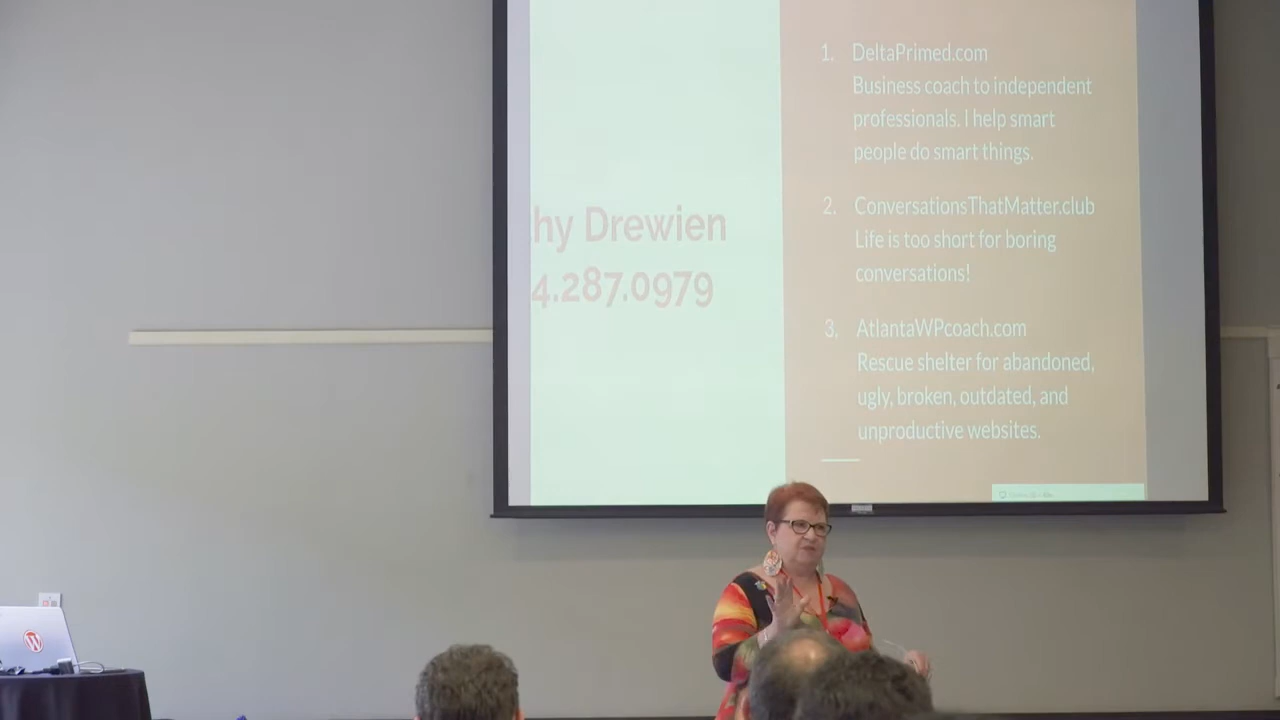 hy Drewien
4.287.0979
1. DeltaPrimed.com
Business coach to independent
professionals. I help smart
people do smart things.
2. ConversationsThatMatter.club
Life is too short for boring
conversations!
3. AtlantaWPcoach.com
Rescue shelter for abandoned,
ugly, broken, outdated, and
unproductive websites.